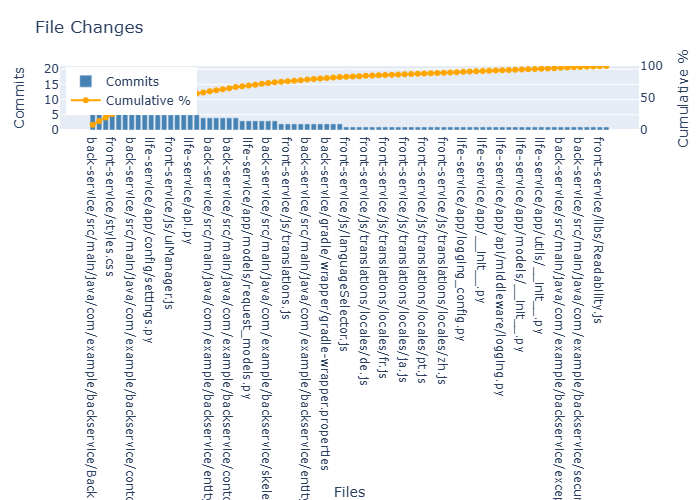 File Changes
Commits
Cumulative %
20
15
10
5
0
100
50
0
Commits
Cumulative %
back-service/src/main/java/com/example/backservice/Back
front-service/styles.css
back-service/src/main/java/com/example/backservice/conto
life-service/app/config/settings.py
front-service/js/uiManager.js
life-service/api.py
back-service/src/main/java/com/example/backservice/entity
back-service/src/main/java/com/example/backservice/conto
life-service/app/models/request_models.py
back-service/src/main/java/com/example/backservice/skele
front-service/js/translations.js
back-service/src/main/java/com/example/backservice/entity
back-service/gradle/wrapper/gradle-wrapper.properties
front-service/js/languageSelector.js
front-service/js/translations/locales/de.js
front-service/js/translations/locales/fr.js
front-service/js/translations/locales/ja.js
front-service/js/translations/locales/pt.js
front-service/js/translations/locales/zh.js
life-service/app/logging_config.py
life-service/app/__init__.py
life-service/app/api/middleware/logging.py
life-service/app/models/__init__.py
life-service/app/utils/__init__.py
back-service/src/main/java/com/example/backservice/excep
back-service/src/main/java/com/example/backservice/secur
front-service/libs/Readability.js
Files